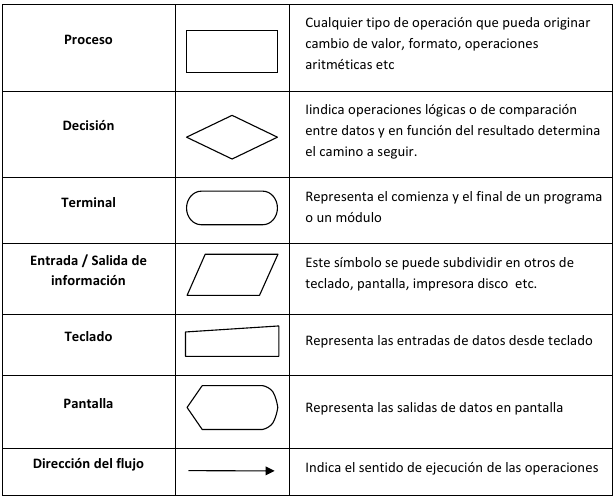 Proceso
Cualquier tipo de operación que pueda originar
cambio de valor, formato, operaciones
aritméticas etc
Decisión
Iindica operaciones lógicas o de comparación
entre datos y en función del resultado determina
el camino a seguir.
Terminal
Representa el comienza y el final de un programa
o un módulo
Entrada / Salida de
información
Este símbolo se puede subdividir en otros de
teclado, pantalla, impresora disco  etc.
Teclado
Representa las entradas de datos desde teclado
Pantalla
Representa las salidas de datos en pantalla
Dirección del flujo
Indica el sentido de ejecución de las operaciones